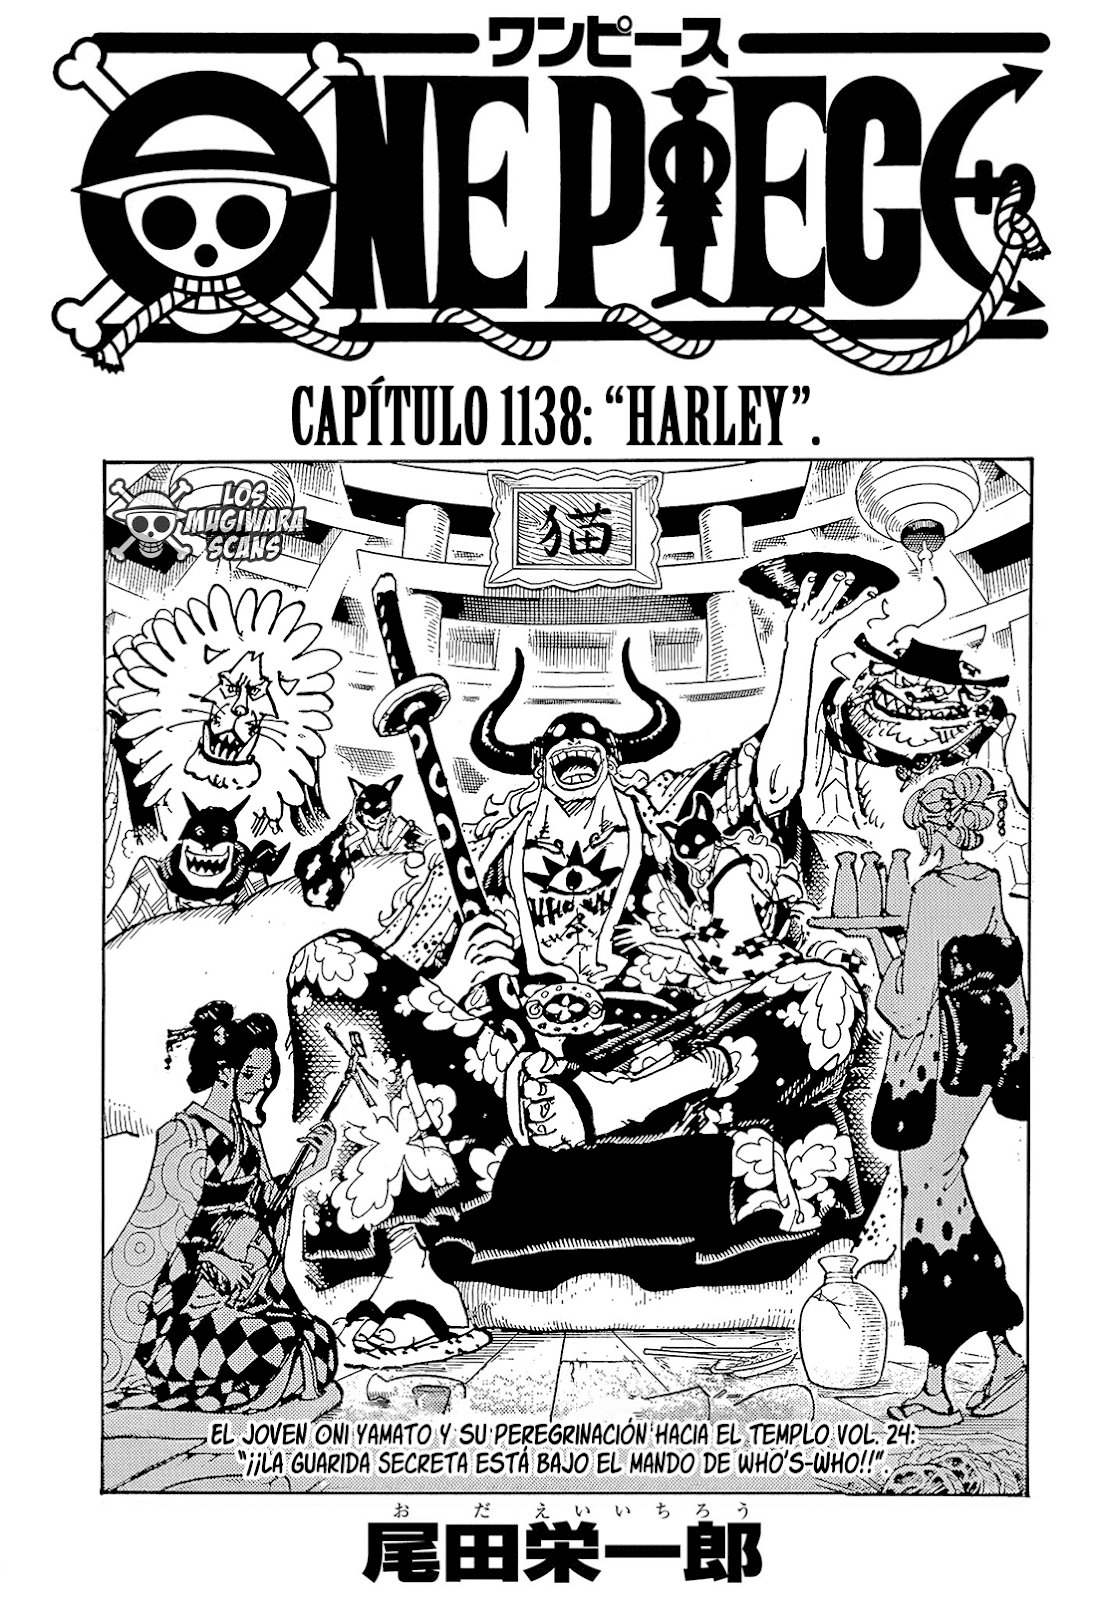 ワンピース
ONE PIECE
CAPÍTULO 1138: “HARLEY”.
LOS
MUGIWARA
SCANS
猫
EL JOVEN ONI YAMATO Y SU PEREGRINACIÓN HACIA EL TEMPLO VOL. 24:
“¡¡LA GUARIDA SECRETA ESTÁ BAJO EL MANDO DE WHO'S-WHO!!”.
おだえいいちろう
尾田栄一郎